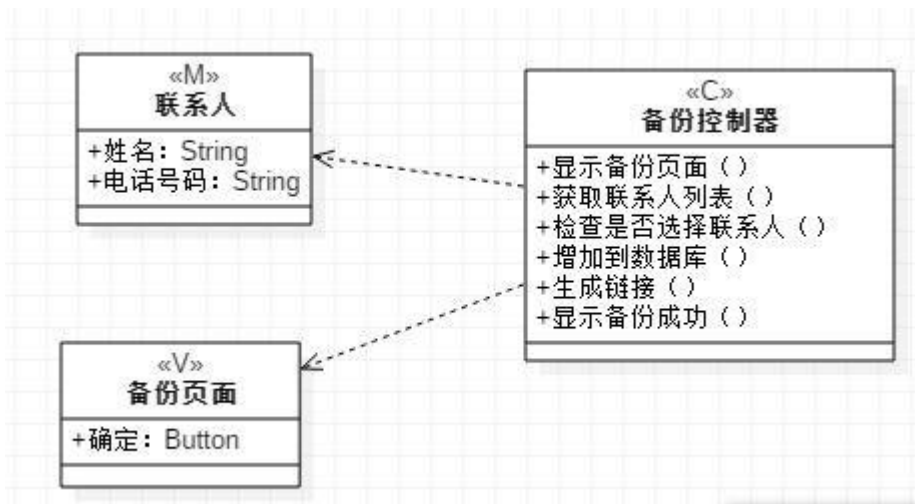 «M»
联系人
+姓名：String
+电话号码：String
«C»
备份控制器
+显示备份页面（）
+获取联系人列表（）
+检查是否选择联系人（）
+增加到数据库（）
+生成链接（）
+显示备份成功（）
«V»
备份页面
+确定：Button